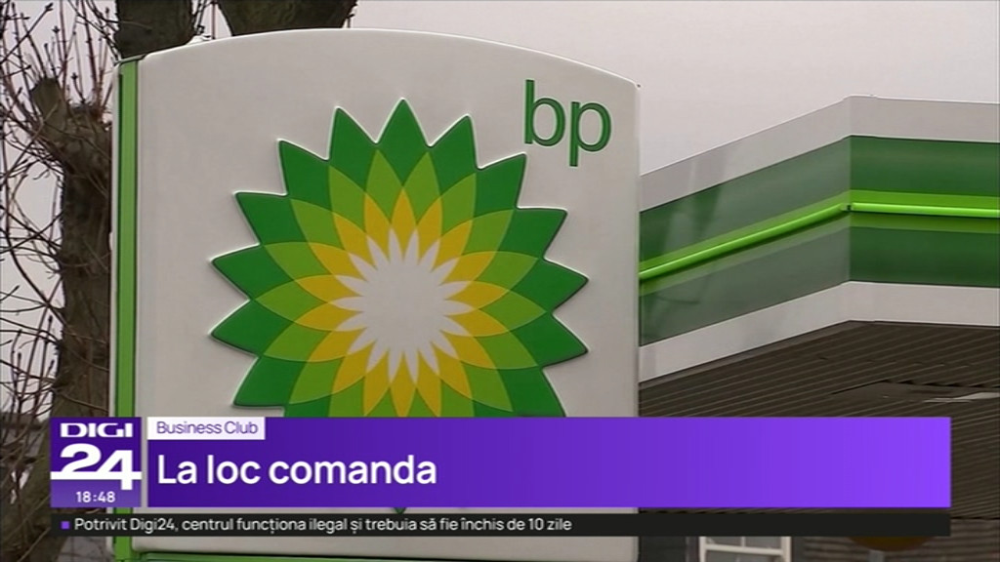 bp
DIGI
24
18:48
Business Club
La loc comanda
Potrivit Digi24, centrul funcționa ilegal și trebuia să fie închis de 10 zile